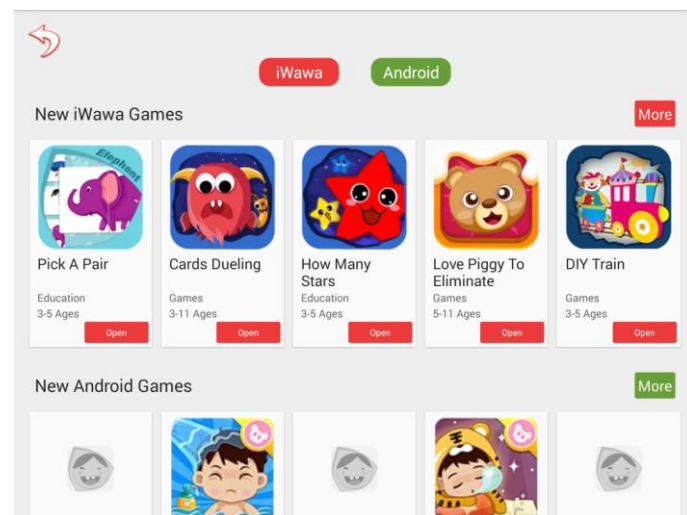 iWawa
Android
New iWawa Games
More
Elephant
Pick A Pair
Education
3-5 Ages
Open
Cards Dueling
Games
3-11 Ages
Open
How Many
Stars
Education
3-5 Ages
Open
Love Piggy To
Eliminate
Games
5-11 Ages
Open
DIY Train
Games
3-5 Ages
Open
New Android Games
More